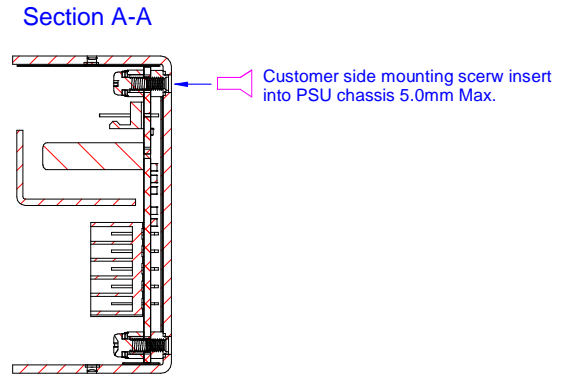 Section A-A
Customer side mounting scerw insert
into PSU chassis 5.0mm Max.